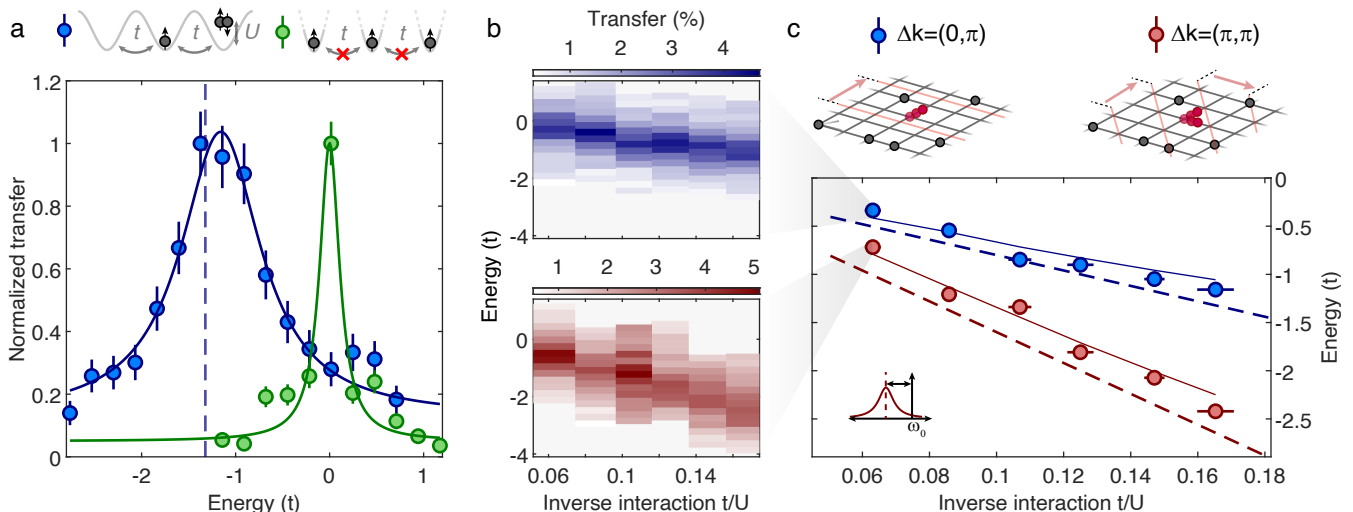 a
t
t
U
t
t
Normalized transfer
1.2
1
0.8
0.6
0.4
0.2
0
-2
-1
0
1
Energy (t)
b
Transfer (%)
1
2
3
4
0
-2
-4
1
2
3
4
5
0
-2
-4
Energy (t)
0.06
0.1
0.14
Inverse interaction t/U
c
Δk=(0,π)
Δk=(π,π)
0
-0.5
-1
-1.5
-2
-2.5
Energy (t)
ω0
0.06
0.08
0.1
0.12
0.14
0.16
0.18
Inverse interaction t/U